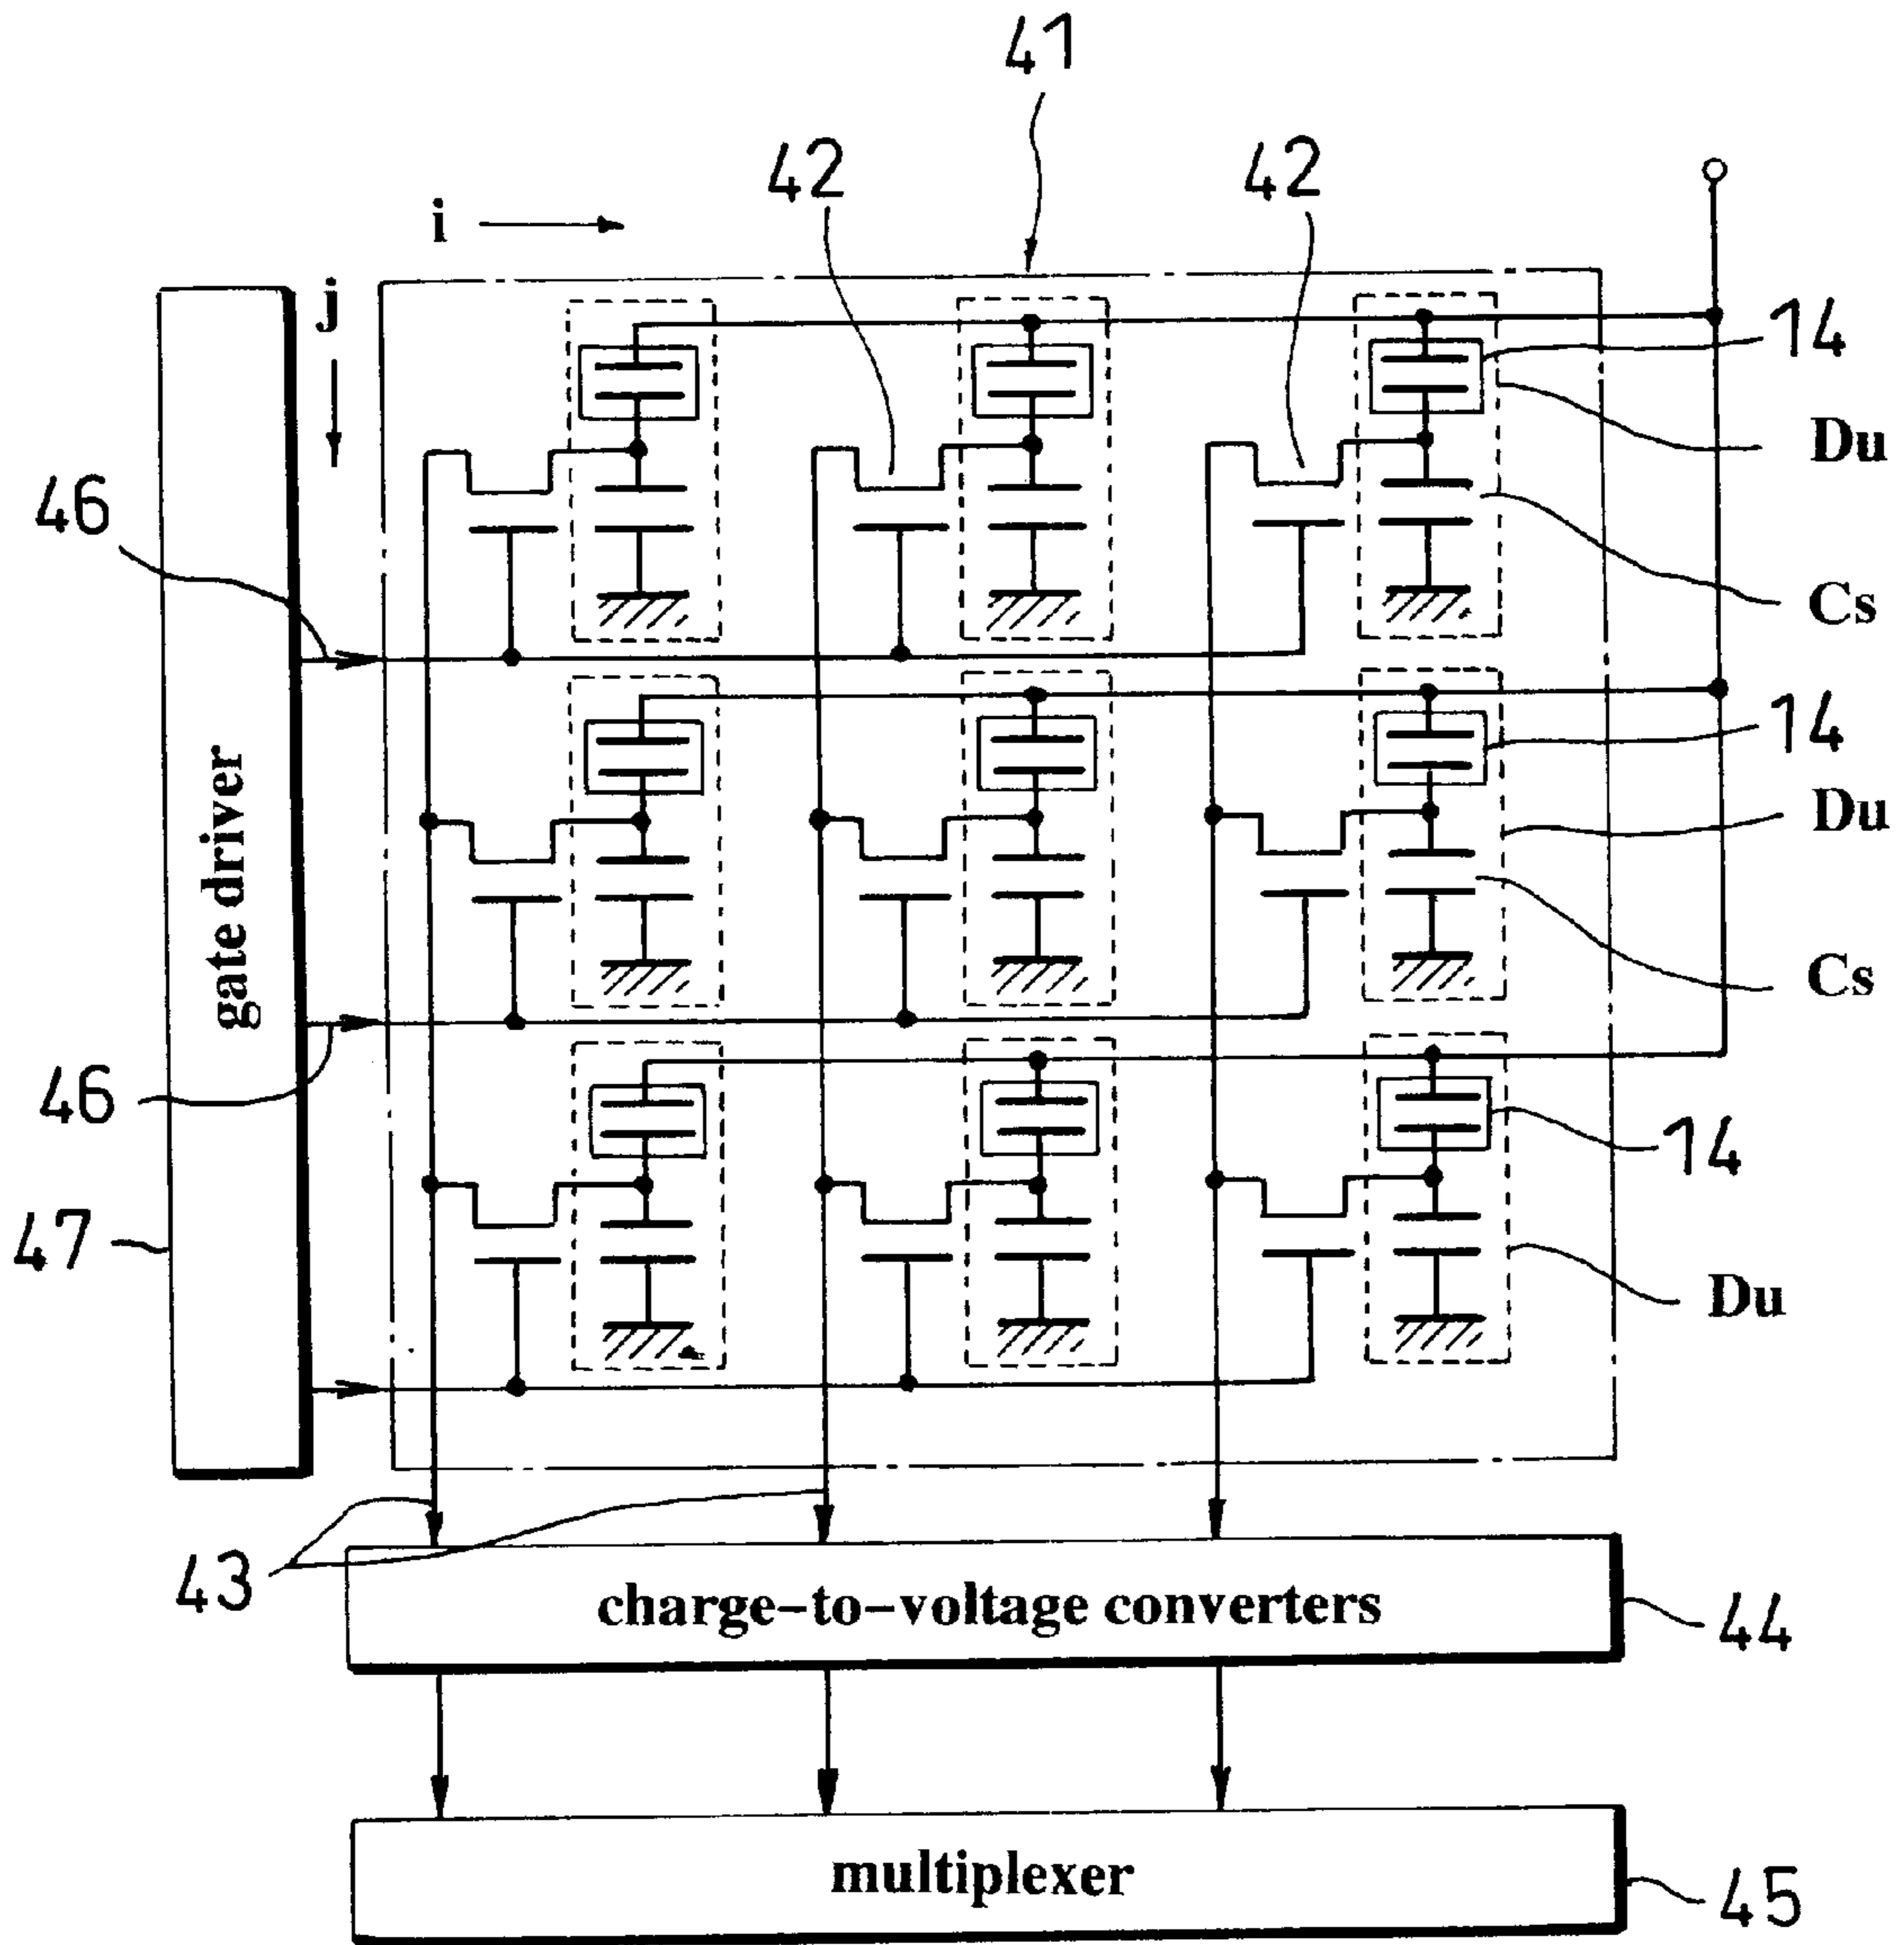 41
42
42
i
j
14
Du
46
Cs
14
gate driver
Du
Cs
46
14
47
Du
43
charge-to-voltage converters
44
multiplexer
45